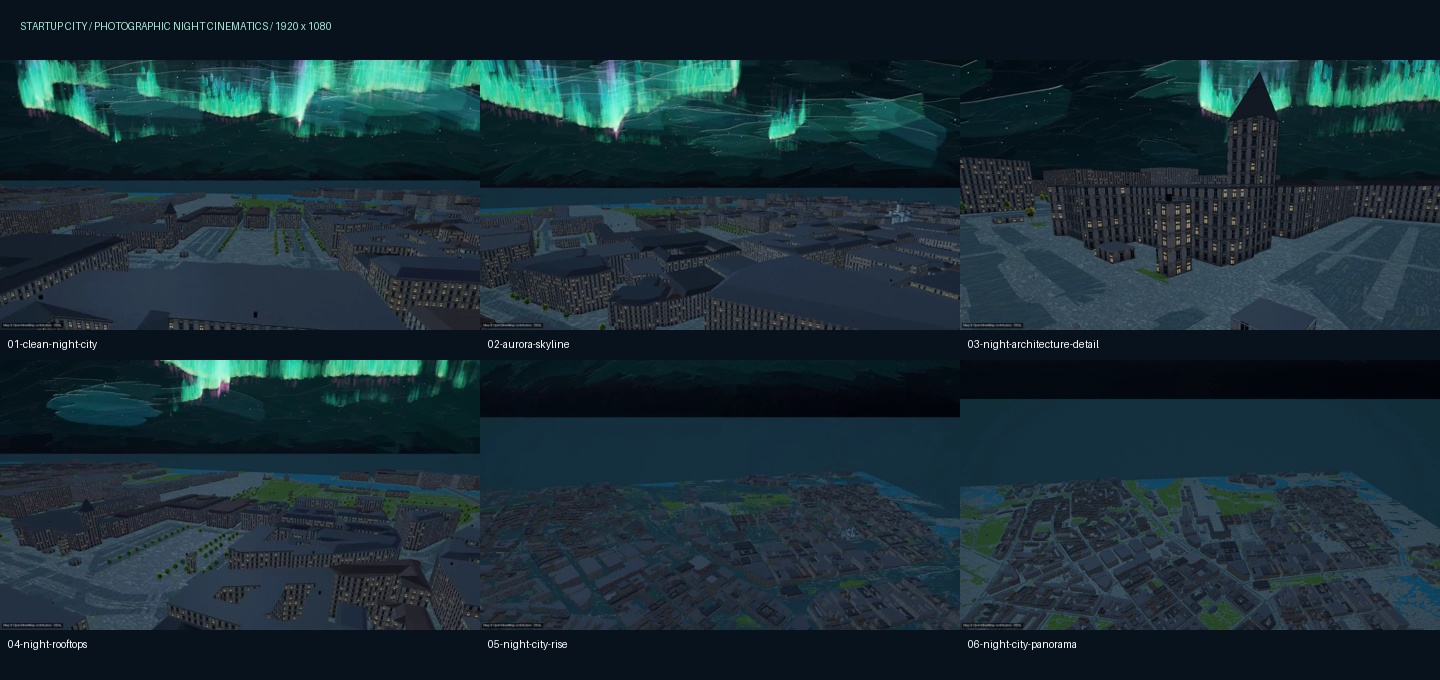 STARTUP CITY / PHOTOGRAPHIC NIGHT CINEMATICS / 1920 x 1080
01-clean-night-city
02-aurora-skyline
03-night-architecture-detail
04-night-rooftops
05-night-city-rise
06-night-city-panorama